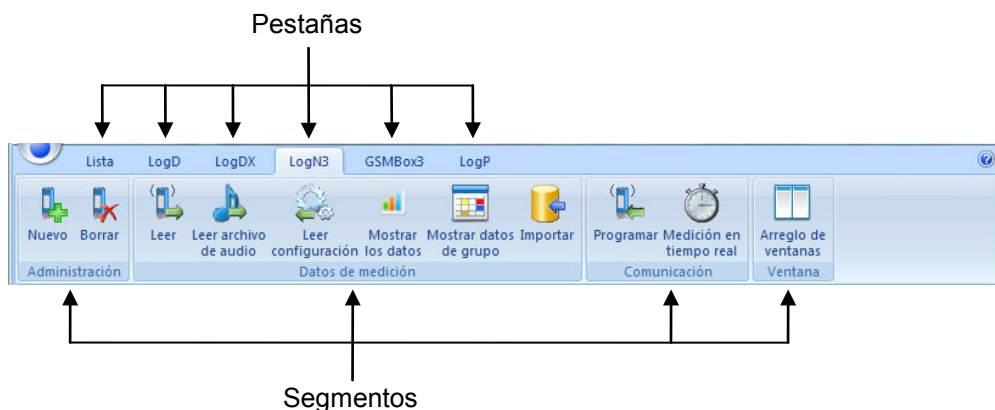 Pestañas
Lista LogD LogDX LogN3 GSMBox3 LogP
Nuevo Borrar Leer Leer archivo de audio Leer configuración Mostrar los datos Mostrar datos de grupo Importar Programar Medición en tiempo real Arreglo de ventanas
Administración Datos de medición Comunicación Ventana
Segmentos